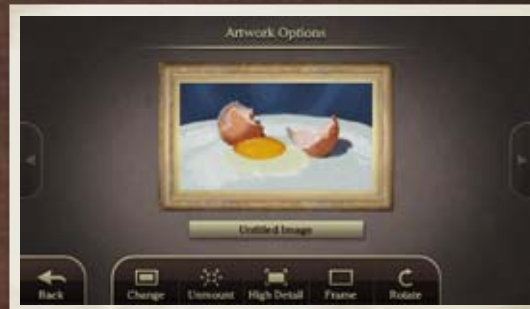 Artwork Options
Untitled Image
Back
Change
Unmount
High Detail
Frame
Rotate